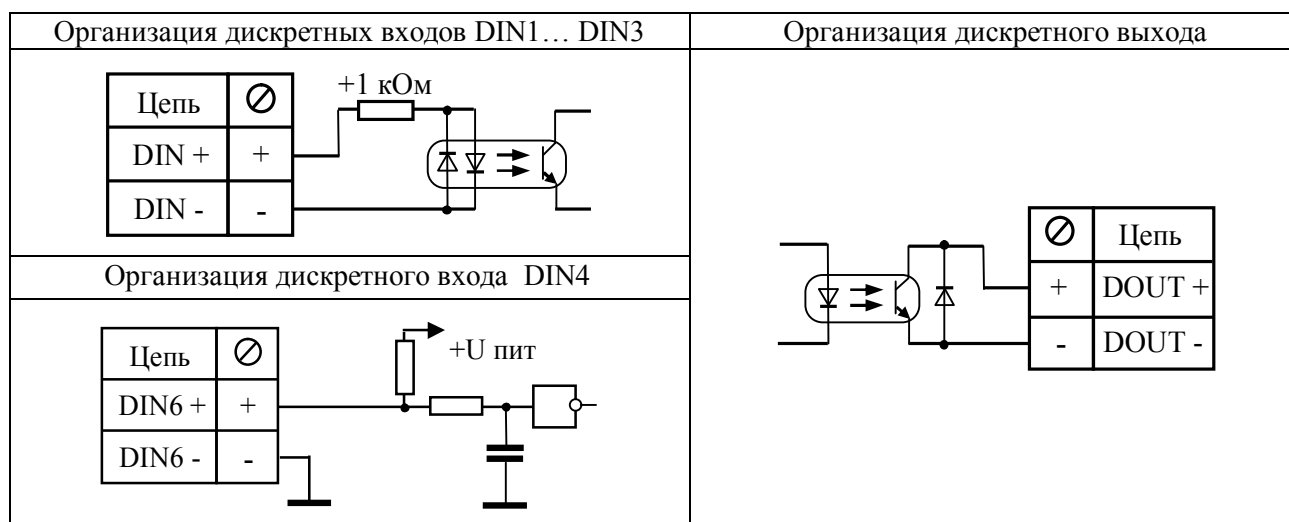 Организация дискретных входов DIN1… DIN3
+1 кОм
Цепь
DIN + +
DIN - -
Организация дискретного входа DIN4
+U пит
Цепь
DIN6 + +
DIN6 - -
Организация дискретного выхода
Цепь
+ DOUT +
- DOUT -